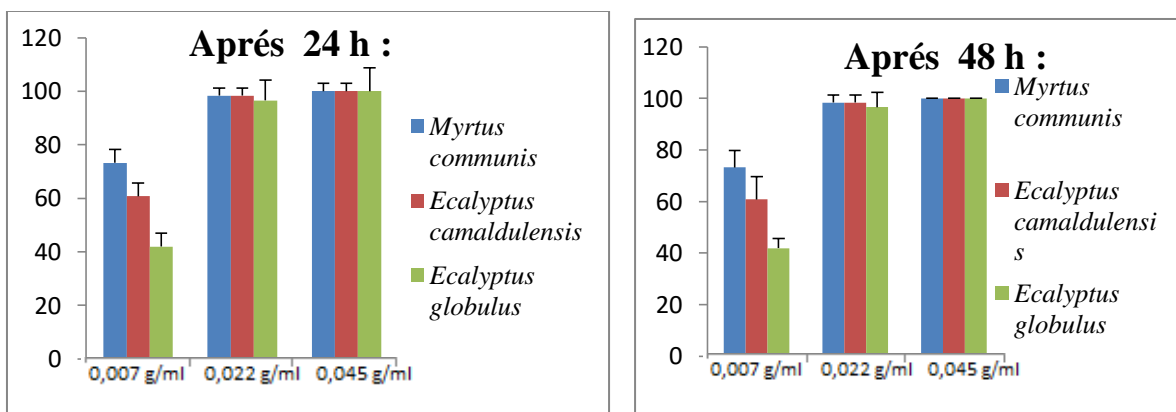 Aprés 24 h :
120
100
80
60
40
20
0
0,007 g/ml
0,022 g/ml
0,045 g/ml
Myrtus
communis
Ecalyptus
camaldulensis
Ecalyptus
globulus
Aprés 48 h :
120
100
80
60
40
20
0
0,007 g/ml
0,022 g/ml
0,045 g/ml
Myrtus
communis
Ecalyptus
camaldulensi
s
Ecalyptus
globulus